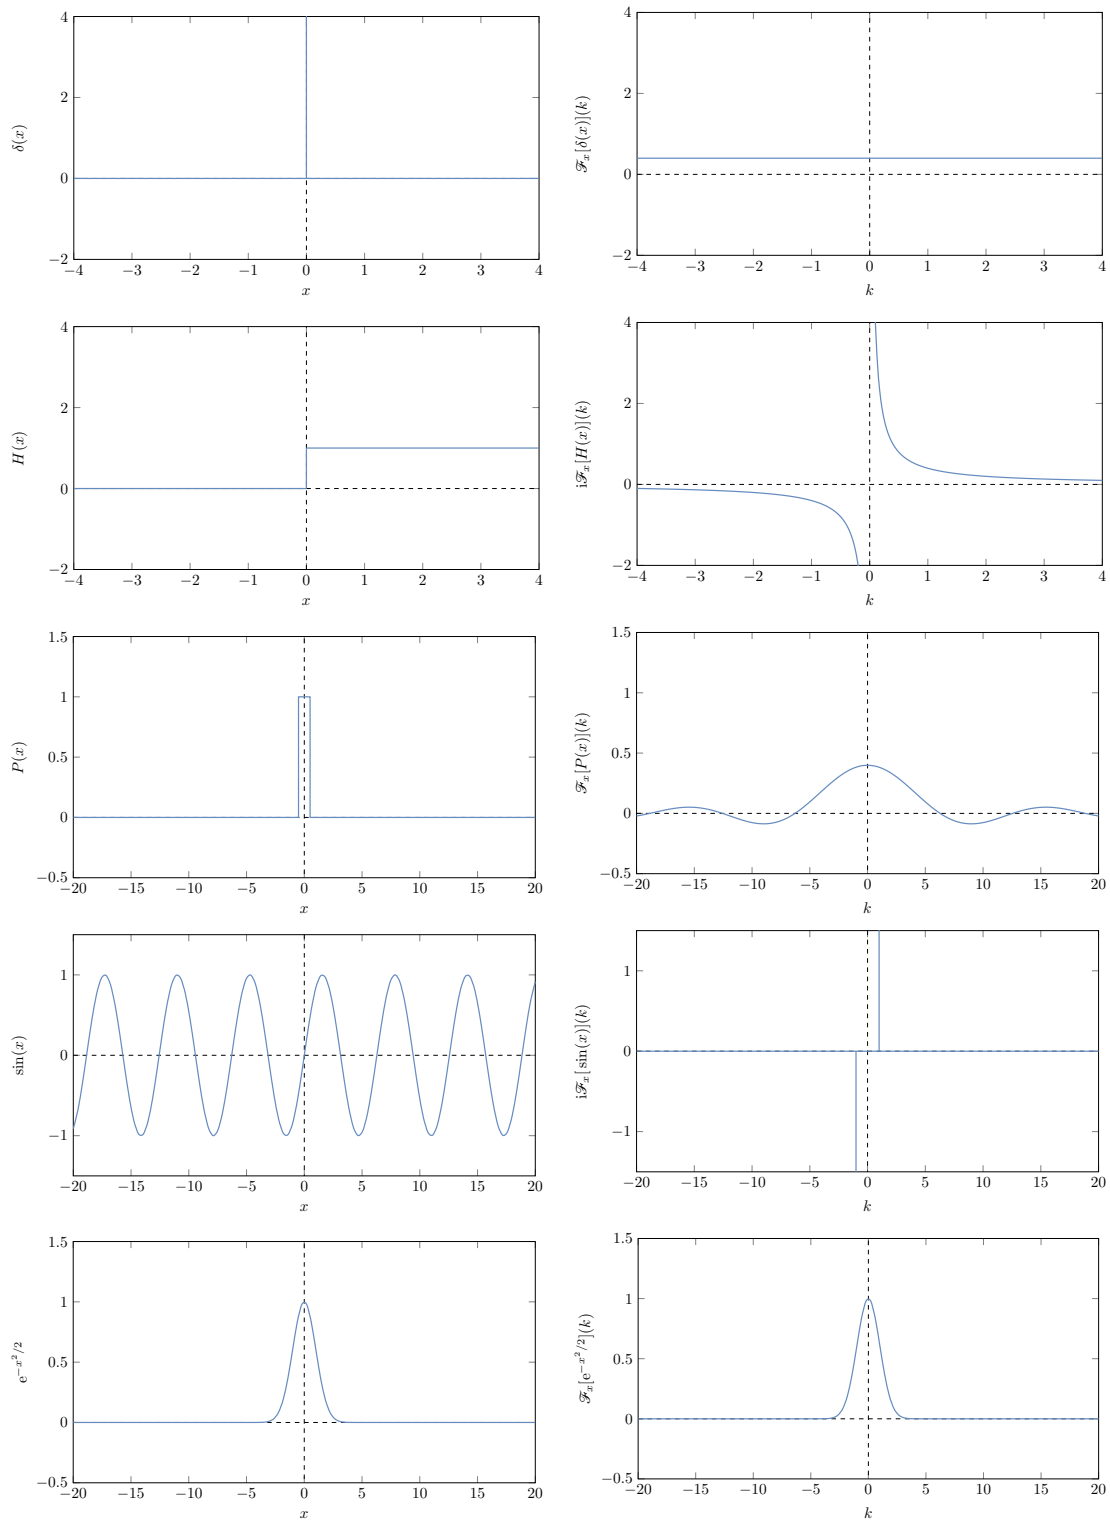 4
2
0
−2
δ(x)
−4 −3 −2 −1 0 1 2 3 4
x
4
2
0
−2
ℱₓ[δ(x)](k)
−4 −3 −2 −1 0 1 2 3 4
k
4
2
0
−2
H(x)
−4 −3 −2 −1 0 1 2 3 4
x
4
2
0
−2
iℱₓ[H(x)](k)
−4 −3 −2 −1 0 1 2 3 4
k
1.5
1
0.5
0
−0.5
P(x)
−20 −15 −10 −5 0 5 10 15 20
x
1.5
1
0.5
0
−0.5
ℱₓ[P(x)](k)
−20 −15 −10 −5 0 5 10 15 20
k
1
0
−1
sin(x)
−20 −15 −10 −5 0 5 10 15 20
x
1
0
−1
iℱₓ[sin(x)](k)
−20 −15 −10 −5 0 5 10 15 20
k
1.5
1
0.5
0
−0.5
e^{−x²/2}
−20 −15 −10 −5 0 5 10 15 20
x
1.5
1
0.5
0
−0.5
ℱₓ[e^{−x²/2}](k)
−20 −15 −10 −5 0 5 10 15 20
k